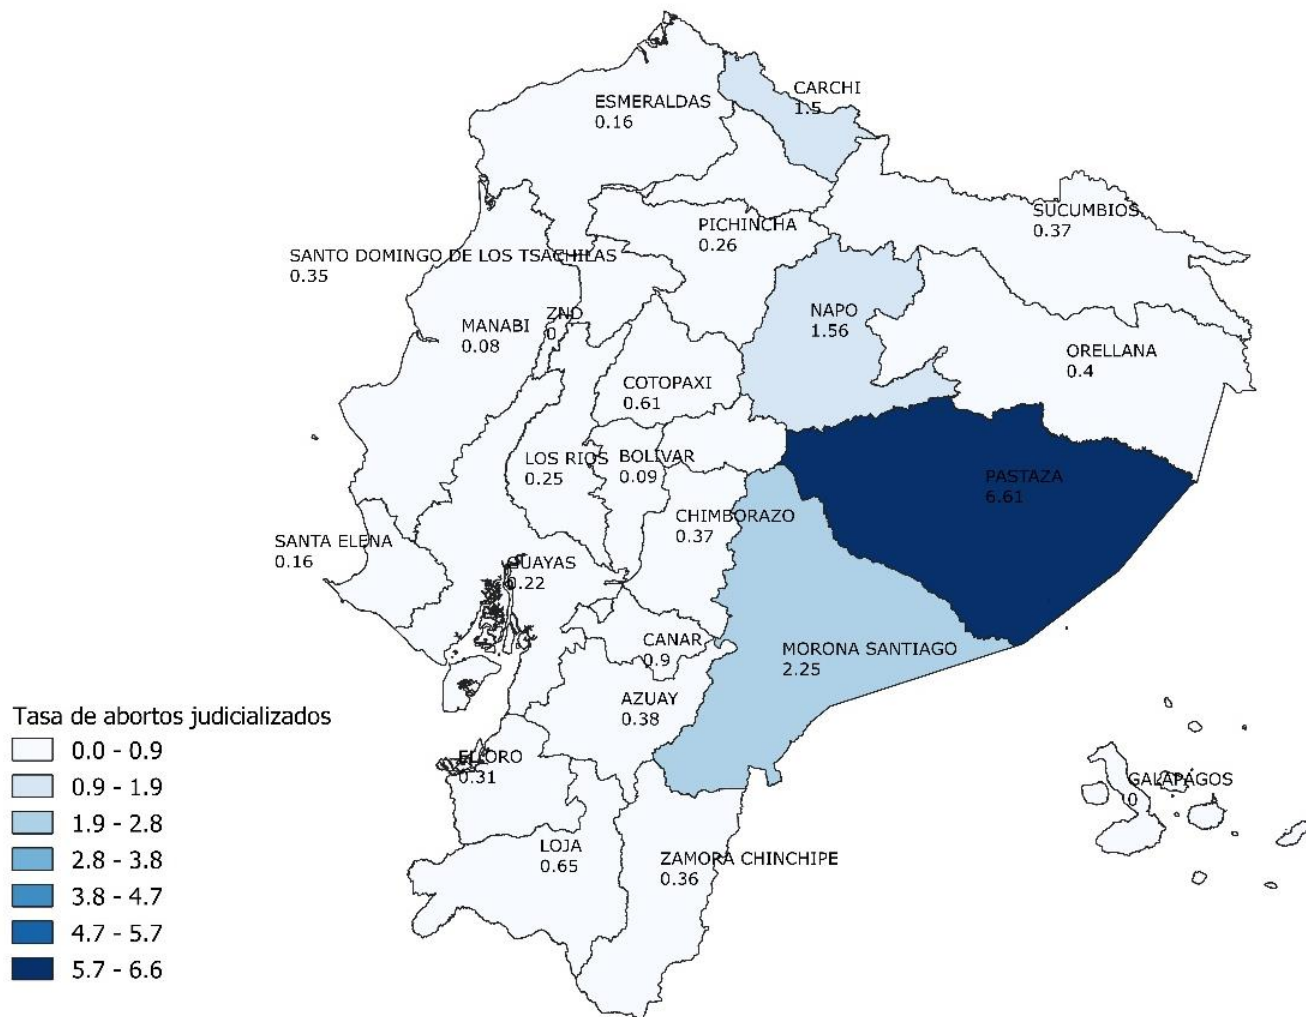 CARCHI
1.5
ESMERALDAS
0.16
SUCUMBIOS
0.37
PICHINCHA
0.26
SANTO DOMINGO DE LOS TSACHILAS
0.35
NAPO
1.56
ZND
0
MANABI
0.08
ORELLANA
0.4
COTOPAXI
0.61
LOS RIOS
0.25
BOLIVAR
0.09
PASTAZA
6.61
CHIMBORAZO
0.37
SANTA ELENA
0.16
GUAYAS
0.22
CANAR
0.9
MORONA SANTIAGO
2.25
AZUAY
0.38
EL ORO
0.31
GALAPAGOS
0
LOJA
0.65
ZAMORA CHINCHIPE
0.36
Tasa de abortos judicializados
0.0 - 0.9
0.9 - 1.9
1.9 - 2.8
2.8 - 3.8
3.8 - 4.7
4.7 - 5.7
5.7 - 6.6